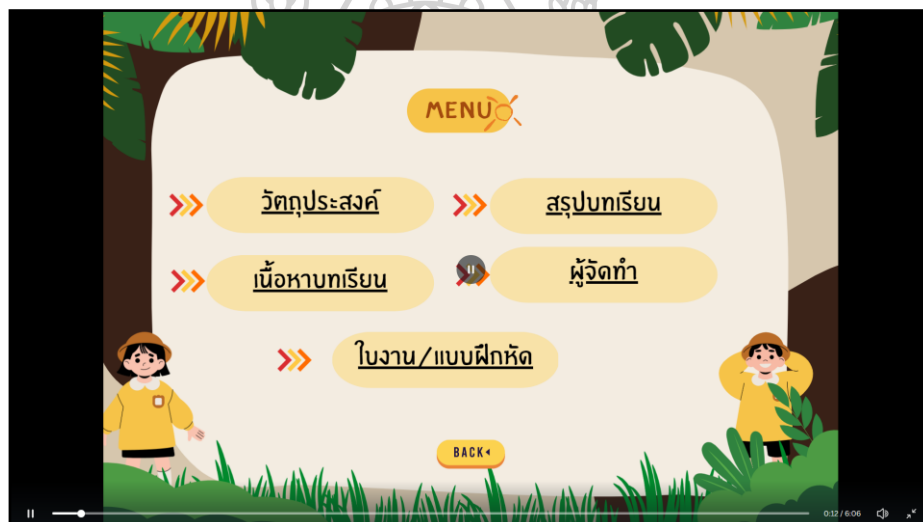 MENU
วัตถุประสงค์
สรุปบทเรียน
เนื้อหาบทเรียน
ผู้จัดทำ
ใบงาน/แบบฝึกหัด
BACK
0:12 / 6:06